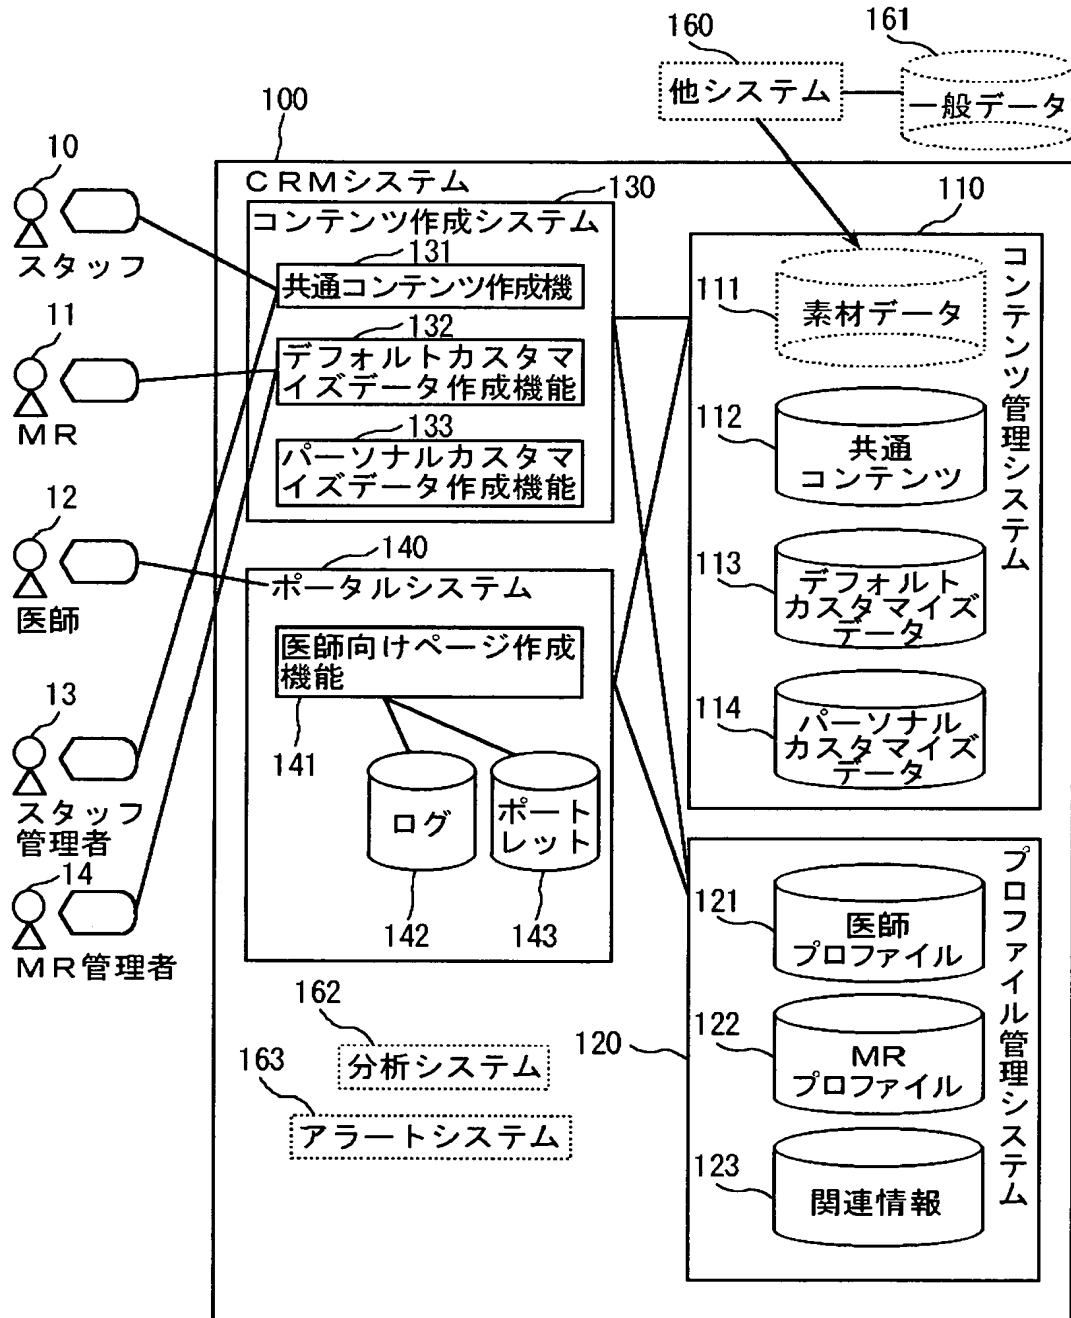 160
161
他システム
一般データ
100
10
スタッフ
11
MR
12
医師
13
スタッフ
管理者
14
MR管理者
CRMシステム
130
コンテンツ作成システム
131
共通コンテンツ作成機
132
デフォルトカスタマ
イズデータ作成機能
133
パーソナルカスタマ
イズデータ作成機能
140
ポータルシステム
医師向けページ作成
機能
141
ログ
142
ポート
レット
143
162
分析システム
163
アラートシステム
110
コンテンツ管理システム
111
素材データ
112
共通
コンテンツ
113
デフォルト
カスタマイズ
データ
114
パーソナル
カスタマイズ
データ
120
プロファイル管理システム
121
医師
プロファイル
122
MR
プロファイル
123
関連情報